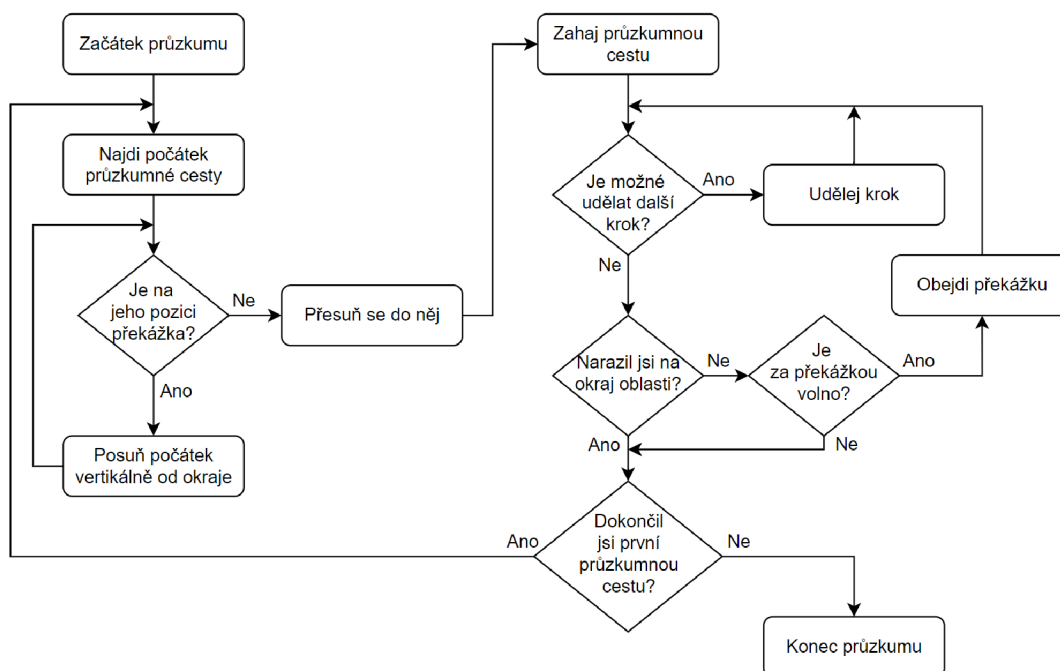 Začátek průzkumu
Najdi počátek
průzkumné cesty
Je na
jeho pozici
překážka?
Ne
Ano
Posuň počátek
vertikálně od okraje
Přesuň se do něj
Zahaj průzkumnou
cestu
Je možné
udělat další
krok?
Ano
Udělej krok
Ne
Obejdi překážku
Narazil jsi na
okraj oblasti?
Ne
Je
za překážkou
volno?
Ano
Ano
Ne
Dokončil
jsi první
průzkumnou
cestu?
Ano
Ne
Konec průzkumu